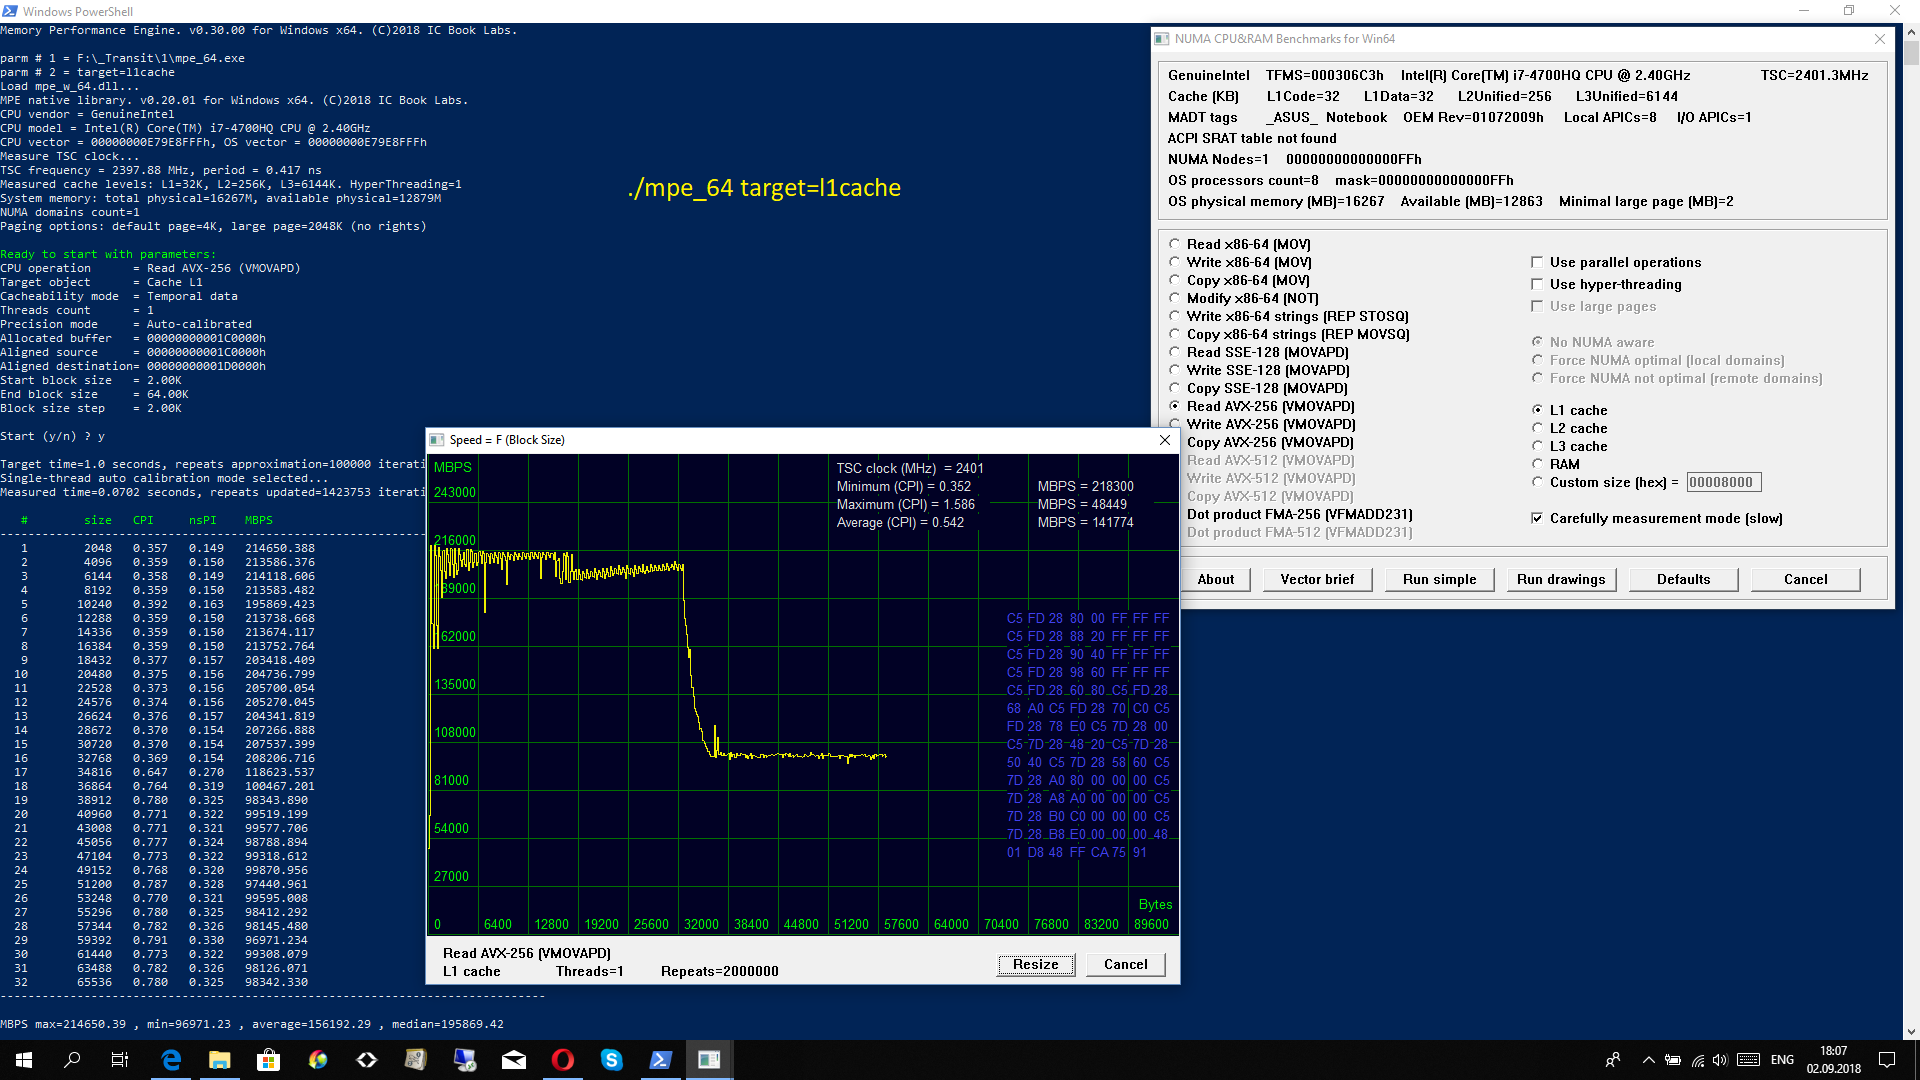 Windows PowerShell
Memory Performance Engine. v0.30.00 for Windows x64. (C)2018 IC Book Labs.
parm # 1 = F:\_Transit\1\mpe_64.exe
parm # 2 = target=l1cache
Load mpe_w_64.dll...
MPE native library. v0.20.01 for Windows x64. (C)2018 IC Book Labs.
CPU vendor = GenuineIntel
CPU model = Intel(R) Core(TM) i7-4700HQ CPU @ 2.40GHz
CPU vector = 00000000E79E8FFFh, OS vector = 00000000E79E8FFFh
Measure TSC clock...
TSC frequency = 2397.88 MHz, period = 0.417 ns
Measured cache levels: L1=32K, L2=256K, L3=6144K. HyperThreading=1
System memory: total physical=16267M, available physical=12879M
NUMA domains count=1
Paging options: default page=4K, large page=2048K (no rights)
Ready to start with parameters:
CPU operation = Read AVX-256 (VMOVAPD)
Target object = Cache L1
Cacheability mode = Temporal data
Threads count = 1
Precision mode = Auto-calibrated
Allocated buffer = 00000000001C0000h
Aligned source = 00000000001C0000h
Aligned destination= 00000000001D0000h
Start block size = 2.00K
End block size = 64.00K
Block size step = 2.00K
Start (y/n) ? y
Target time=1.0 seconds, repeats approximation=100000 iterati
Single-thread auto calibration mode selected...
Measured time=0.0702 seconds, repeats updated=1423753 iterati
# size CPI nsPI MBPS
1 2048 0.357 0.149 214650.388
2 4096 0.359 0.150 213586.376
3 6144 0.358 0.149 214118.606
4 8192 0.359 0.150 213583.482
5 10240 0.392 0.163 195869.423
6 12288 0.359 0.150 213738.668
7 14336 0.359 0.150 213674.117
8 16384 0.359 0.150 213752.764
9 18432 0.377 0.157 203418.409
10 20480 0.375 0.156 204736.799
11 22528 0.373 0.156 205700.054
12 24576 0.374 0.156 205270.045
13 26624 0.376 0.157 204341.819
14 28672 0.370 0.154 207266.888
15 30720 0.370 0.154 207537.399
16 32768 0.369 0.154 208206.716
17 34816 0.647 0.270 118623.537
18 36864 0.764 0.319 100467.201
19 38912 0.780 0.325 98343.890
20 40960 0.771 0.322 99519.199
21 43008 0.771 0.321 99577.706
22 45056 0.777 0.324 98788.894
23 47104 0.773 0.322 99318.612
24 49152 0.768 0.320 99870.956
25 51200 0.787 0.328 97440.961
26 53248 0.770 0.321 99595.008
27 55296 0.780 0.325 98412.292
28 57344 0.782 0.326 98145.480
29 59392 0.791 0.330 96971.234
30 61440 0.773 0.322 99308.079
31 63488 0.782 0.326 98126.071
32 65536 0.780 0.325 98342.330
MBPS max=214650.39 , min=96971.23 , average=156192.29 , median=195869.42
./mpe_64 target=l1cache
NUMA CPU&RAM Benchmarks for Win64
GenuineIntel TFMS=000306C3h Intel(R) Core(TM) i7-4700HQ CPU @ 2.40GHz TSC=2401.3MHz
Cache (KB) L1Code=32 L1Data=32 L2Unified=256 L3Unified=6144
MADT tags _ASUS_ Notebook OEM Rev=01072009h Local APICs=8 I/O APICs=1
ACPI SRAT table not found
NUMA Nodes=1 00000000000000FFh
OS processors count=8 mask=00000000000000FFh
OS physical memory (MB)=16267 Available (MB)=12863 Minimal large page (MB)=2
Read x86-64 (MOV)
Write x86-64 (MOV)
Copy x86-64 (MOV)
Modify x86-64 (NOT)
Write x86-64 strings (REP STOSQ)
Copy x86-64 strings (REP MOVSQ)
Read SSE-128 (MOVAPD)
Write SSE-128 (MOVAPD)
Copy SSE-128 (MOVAPD)
Read AVX-256 (VMOVAPD)
Write AVX-256 (VMOVAPD)
Copy AVX-256 (VMOVAPD)
Read AVX-512 (VMOVAPD)
Write AVX-512 (VMOVAPD)
Copy AVX-512 (VMOVAPD)
Dot product FMA-256 (VFMADD231)
Dot product FMA-512 (VFMADD231)
Use parallel operations
Use hyper-threading
Use large pages
No NUMA aware
Force NUMA optimal (local domains)
Force NUMA not optimal (remote domains)
L1 cache
L2 cache
L3 cache
RAM
Custom size (hex) = 00008000
Carefully measurement mode (slow)
About Vector brief Run simple Run drawings Defaults Cancel
Speed = F (Block Size)
MBPS
243000
216000
89000
62000
135000
108000
81000
54000
27000
0 6400 12800 19200 25600 32000 38400 44800 51200 57600 64000 70400 76800 83200 89600
Bytes
TSC clock (MHz) = 2401
Minimum (CPI) = 0.352 MBPS = 218300
Maximum (CPI) = 1.586 MBPS = 48449
Average (CPI) = 0.542 MBPS = 141774
C5 FD 28 80 00 FF FF FF
C5 FD 28 88 20 FF FF FF
C5 FD 28 90 40 FF FF FF
C5 FD 28 98 60 FF FF FF
C5 FD 28 60 80 C5 FD 28
68 A0 C5 FD 28 70 C0 C5
FD 28 78 E0 C5 7D 28 00
C5 7D 28 48 20 C5 7D 28
50 40 C5 7D 28 58 60 C5
7D 28 A0 80 00 00 00 C5
7D 28 A8 A0 00 00 00 C5
7D 28 B0 C0 00 00 00 C5
7D 28 B8 E0 00 00 00 48
01 D8 48 FF CA 75 91
Read AVX-256 (VMOVAPD)
L1 cache Threads=1 Repeats=2000000
Resize Cancel
ENG
18:07
02.09.2018